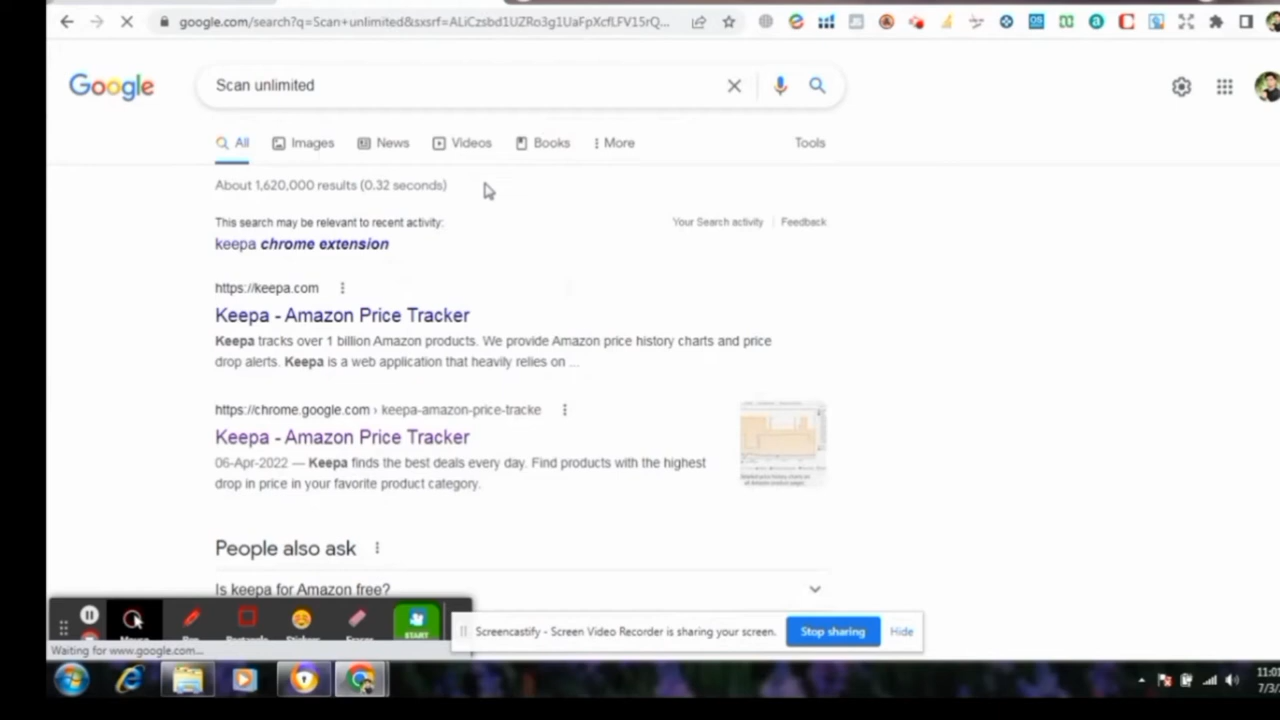 google.com/search?q=Scan+unlimited&sxsrf=ALiCzsbd1UZRo3g1UaFpXcfLFV15rQ...
Google
Scan unlimited
All
Images
News
Videos
Books
More
Tools
About 1,620,000 results (0.32 seconds)
This search may be relevant to recent activity:
Your Search activity
Feedback
keepa chrome extension
https://keepa.com
Keepa - Amazon Price Tracker
Keepa tracks over 1 billion Amazon products. We provide Amazon price history charts and price
drop alerts. Keepa is a web application that heavily relies on ...
https://chrome.google.com › keepa-amazon-price-tracke
Keepa - Amazon Price Tracker
06-Apr-2022 — Keepa finds the best deals every day. Find products with the highest
drop in price in your favorite product category.
People also ask
Is keepa for Amazon free?
START
Screencastify - Screen Video Recorder is sharing your screen.
Stop sharing
Hide
Waiting for www.google.com...